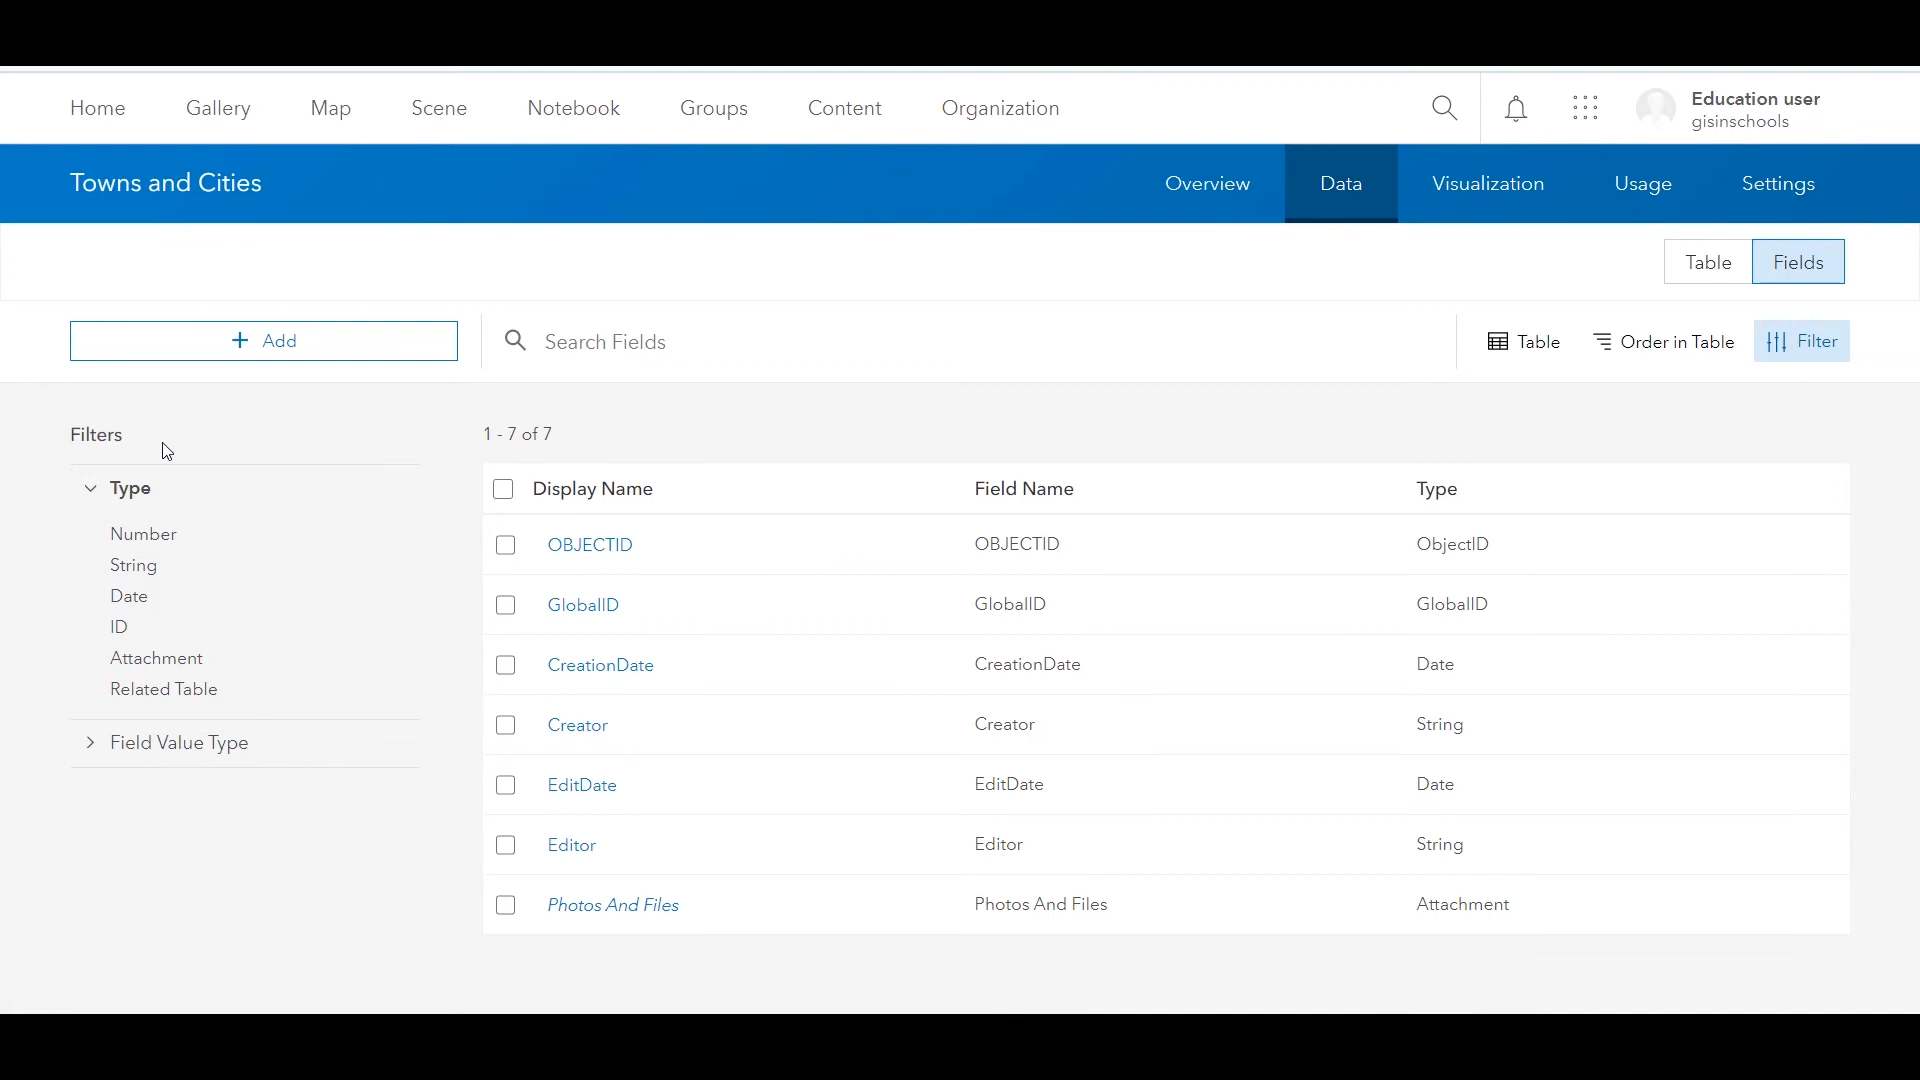 Home Gallery Map Scene Notebook Groups Content Organization
Education user
gisinschools
Towns and Cities Overview Data Visualization Usage Settings
Table Fields
+ Add Search Fields Table Order in Table Filter
Filters
Type
Number
String
Date
ID
Attachment
Related Table
Field Value Type
1 - 7 of 7
Display Name Field Name Type
OBJECTID OBJECTID ObjectID
GlobalID GlobalID GlobalID
CreationDate CreationDate Date
Creator Creator String
EditDate EditDate Date
Editor Editor String
Photos And Files Photos And Files Attachment